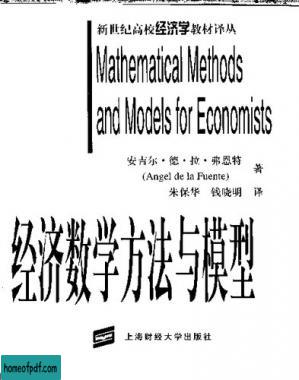 新世纪高校经济学教材译丛
Mathematical Methods
and Models for Economists
安吉尔·德·拉·弗恩特
(Angel de la Fuente)
著
朱保华 钱晓明 译
经济数学方法与模型
上海财经大学出版社
homeofpdf.com